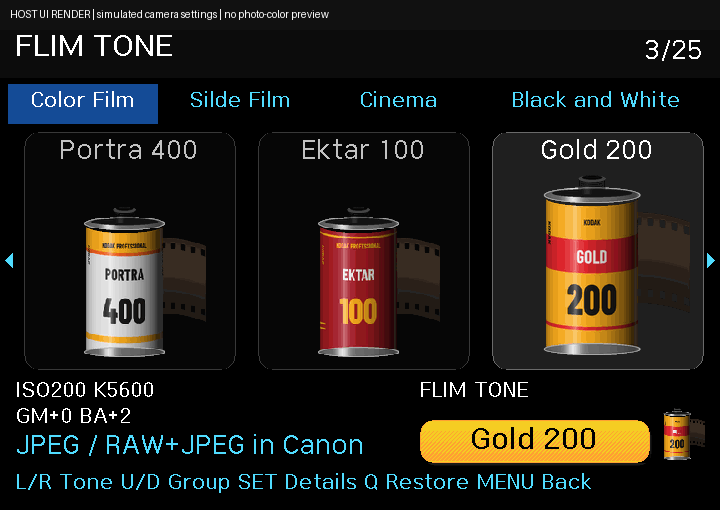 HOST UI RENDER | simulated camera settings | no photo-color preview
FLIM TONE
3/25
Color Film
Silde Film
Cinema
Black and White
Portra 400
Ektar 100
Gold 200
KODAK PROFESSIONAL
PORTRA
400
KODAK PROFESSIONAL
EKTAR
100
KODAK
GOLD
200
ISO200 K5600
GM+0 BA+2
JPEG / RAW+JPEG in Canon
FLIM TONE
Gold 200
200
L/R Tone U/D Group SET Details Q Restore MENU Back